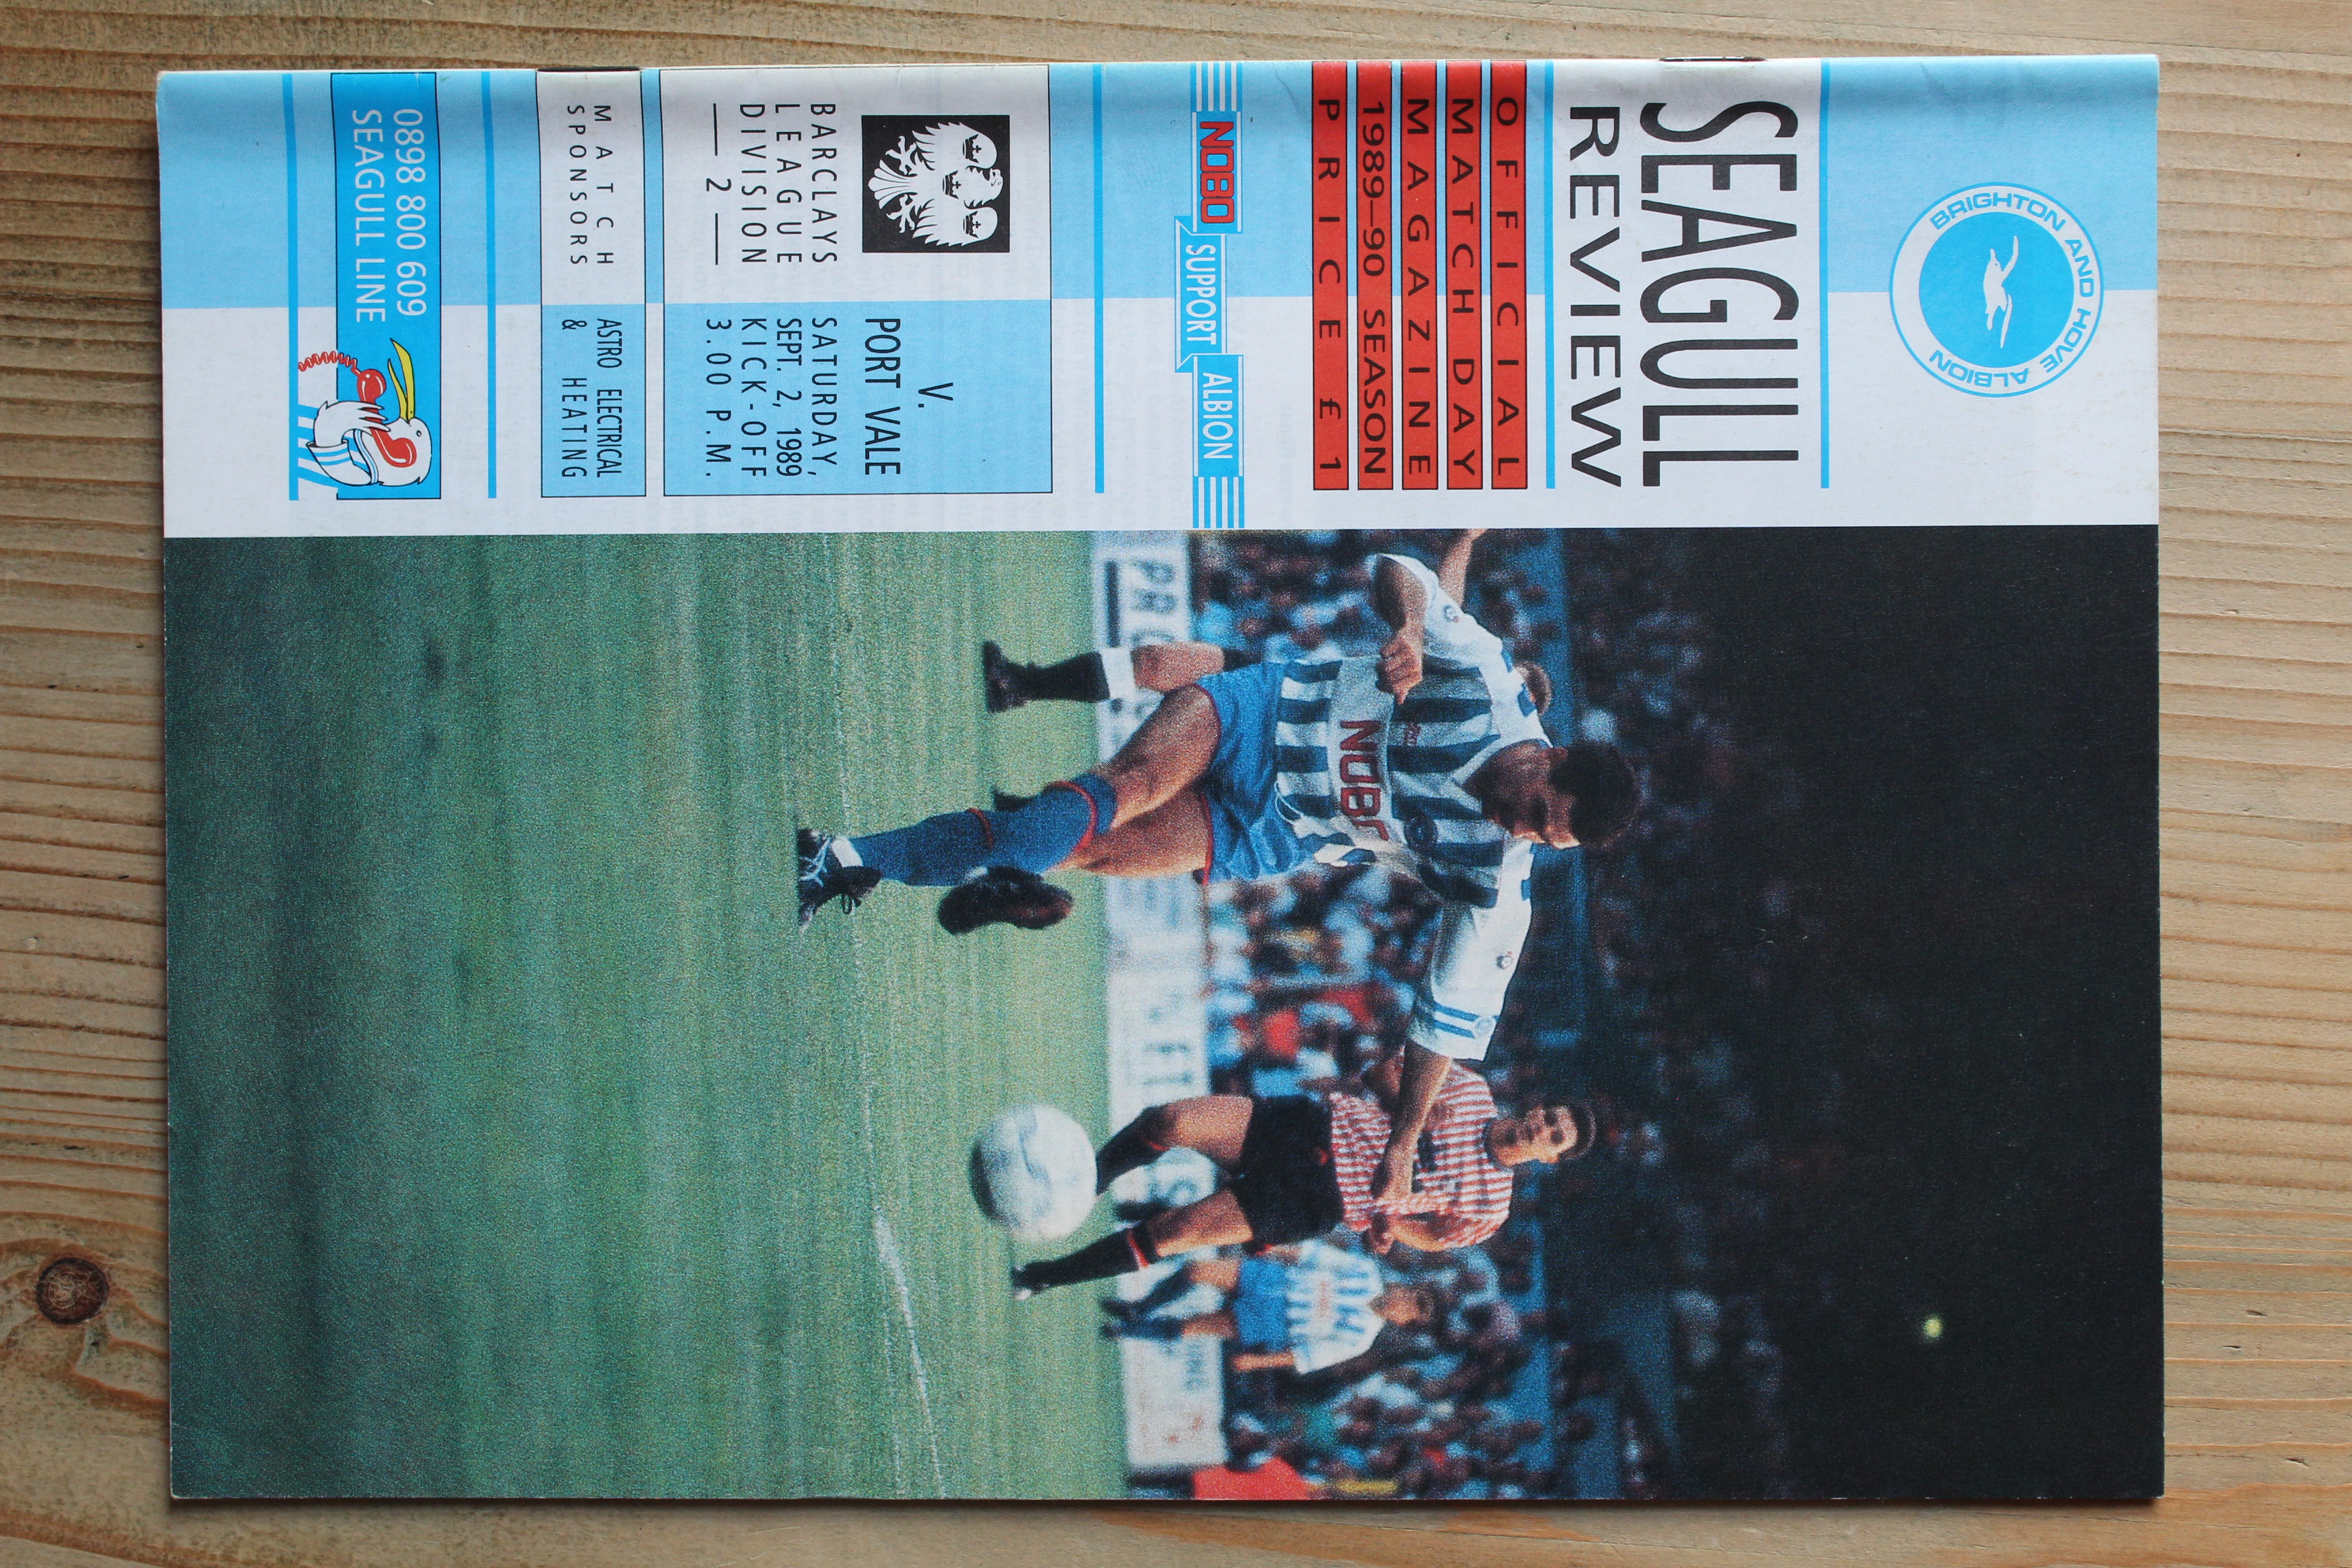 BRIGHTON AND HOVE ALBION
SEAGULL
REVIEW
OFFICIAL
MATCH DAY
MAGAZINE
1989–90 SEASON
PRICE £1
NOBO SUPPORT ALBION
BARCLAYS
LEAGUE
DIVISION
— 2 —
V.
PORT VALE
SATURDAY,
SEPT. 2, 1989
KICK-OFF
3.00 P.M.
MATCH
SPONSORS
ASTRO ELECTRICAL
& HEATING
0898 800 609
SEAGULL LINE